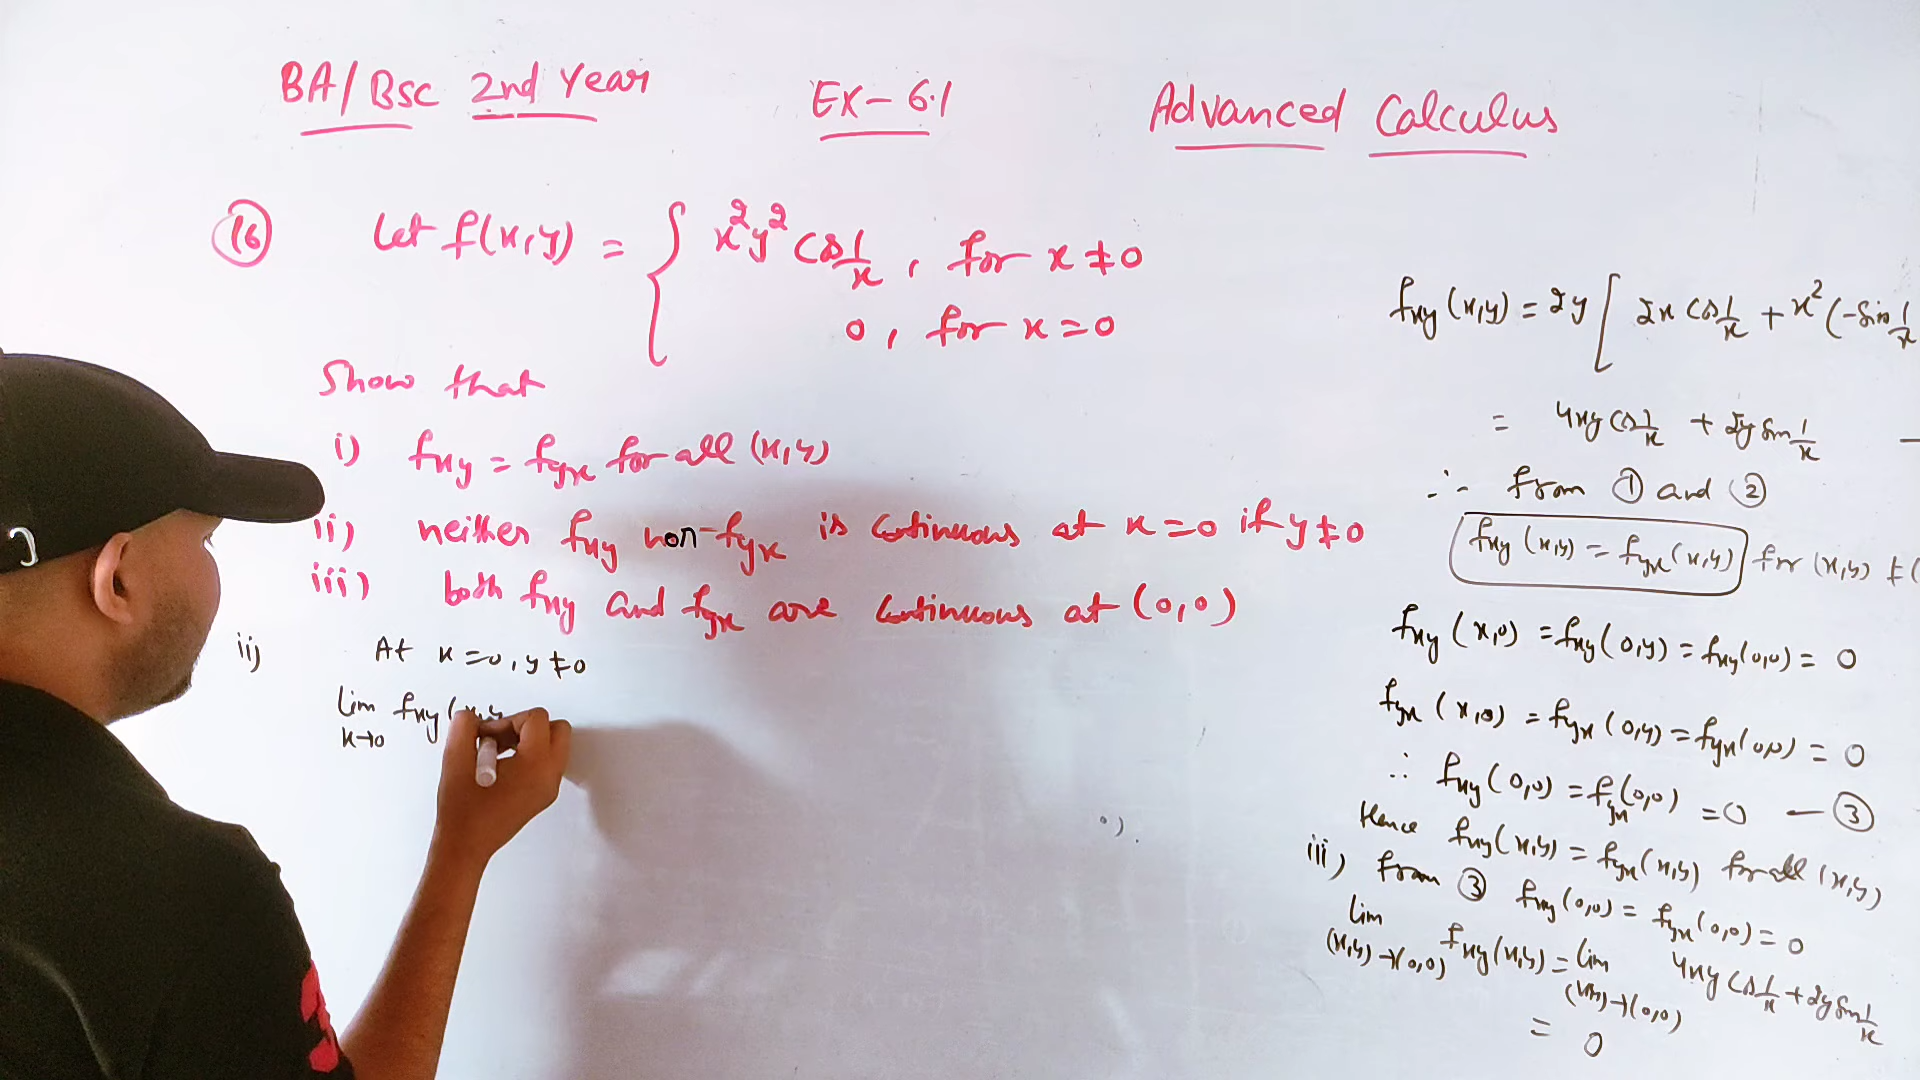 BA/BSC 2nd Year EX-6.1 Advanced Calculus
(16) Let f(x,y) = { x²y² cos 1/x , for x ≠ 0
0 , for x = 0
Show that
i) fxy = fyx for all (x,y)
ii) neither fxy non fyx is continuous at x = 0 if y ≠ 0
iii) both fxy and fyx are continuous at (0,0)
ii) At x = 0, y ≠ 0
lim x→0 fxy (x,y
fxy (x,y) = 2y [ 2x cos 1/x + x² (-sin 1/x
= 4xy cos 1/x + 2y sin 1/x —
∴ from ① and ②
fxy (x,y) = fyx (x,y) for (x,y) ≠ (
fxy (x,0) = fxy (0,y) = fxy (0,0) = 0
fyx (x,0) = fyx (0,y) = fyx (0,0) = 0
∴ fxy (0,0) = fyx (0,0) = 0 — ③
Hence fxy (x,y) = fyx (x,y) for all (x,y)
iii) from ③ fxy (0,0) = fyx (0,0) = 0
lim (x,y)→(0,0) fxy (x,y) = lim (x,y)→(0,0) 4xy cos 1/x + 2y sin 1/x
= 0